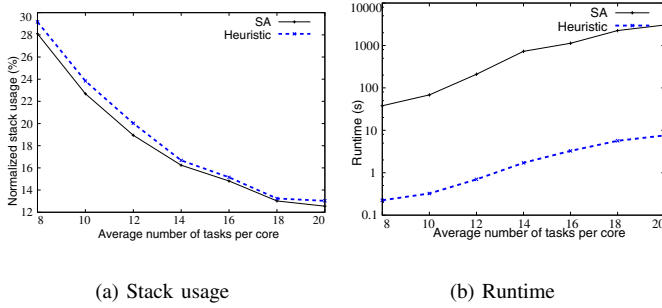 30
28
26
24
22
20
18
16
14
12
Normalized stack usage (%)
SA
Heuristic
8 10 12 14 16 18 20
Average number of tasks per core
(a) Stack usage
10000
1000
100
10
1
0.1
Runtime (s)
SA
Heuristic
8 10 12 14 16 18 20
Average number of tasks per core
(b) Runtime